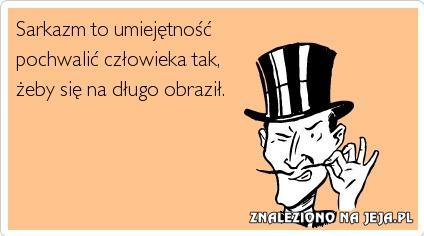 Sarkazm to umiejętność
pochwalić człowieka tak,
żeby się na długo obraził.
ZNALEZIONO NA JEJA.PL